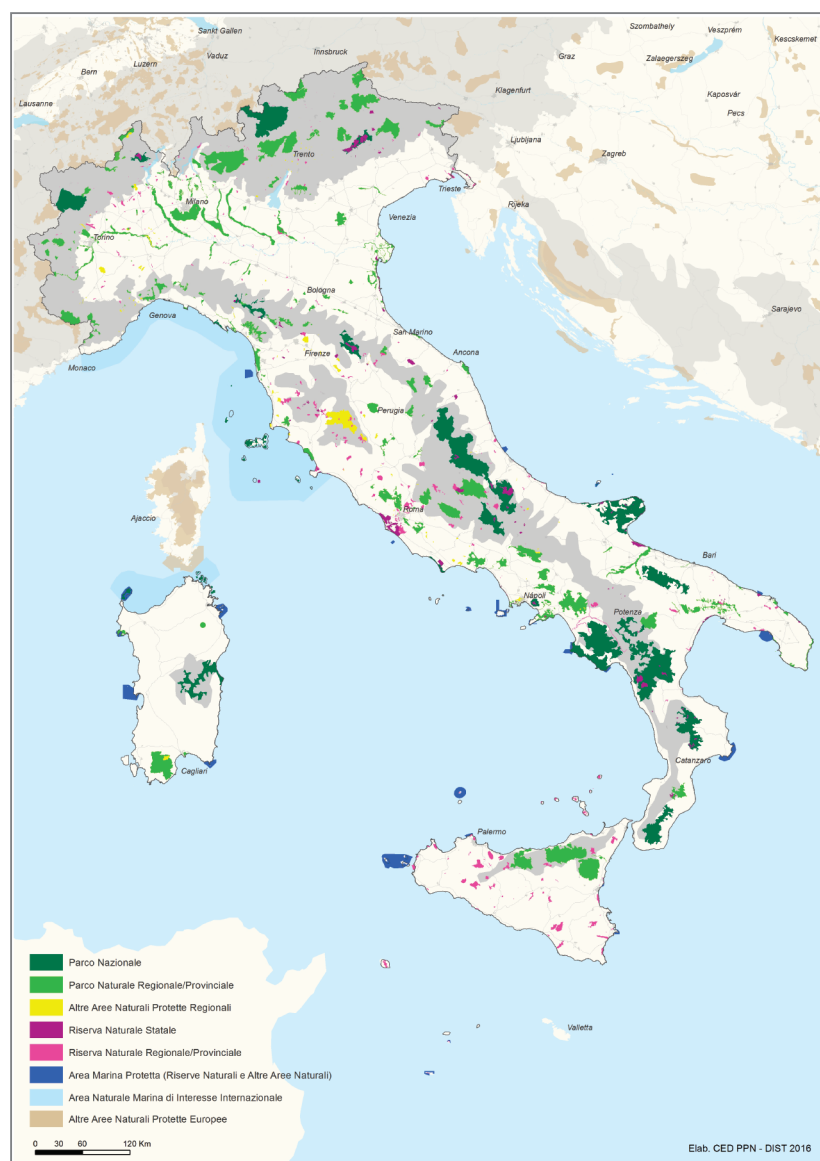 Sankt Gallen
Szombathely
Veszprém
Kescskemet
Innsbruck
Vaduz
Luzern
Graz
Zalaegerszeg
Bern
Klagenfurt
Kaposvár
Lausanne
Pecs
Ljubljana
Trento
Zagreb
Trieste
Milano
Rijeka
Venezia
Torino
Bologna
Sarajevo
Genova
San Marino
Firenze
Ancona
Monaco
Perugia
Ajaccio
Roma
Bari
Nápoli
Potenza
Catanzaro
Cagliari
Palermo
Valletta
Parco Nazionale
Parco Naturale Regionale/Provinciale
Altre Aree Naturali Protette Regionali
Riserva Naturale Statale
Riserva Naturale Regionale/Provinciale
Area Marina Protetta (Riserve Naturali e Altre Aree Naturali)
Area Naturale Marina di Interesse Internazionale
Altre Aree Naturali Protette Europee
0 30 60 120 Km
Elab. CED PPN - DIST 2016